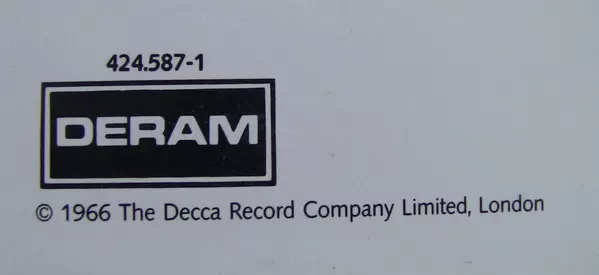 424.587-1
DERAM
© 1966 The Decca Record Company Limited, London